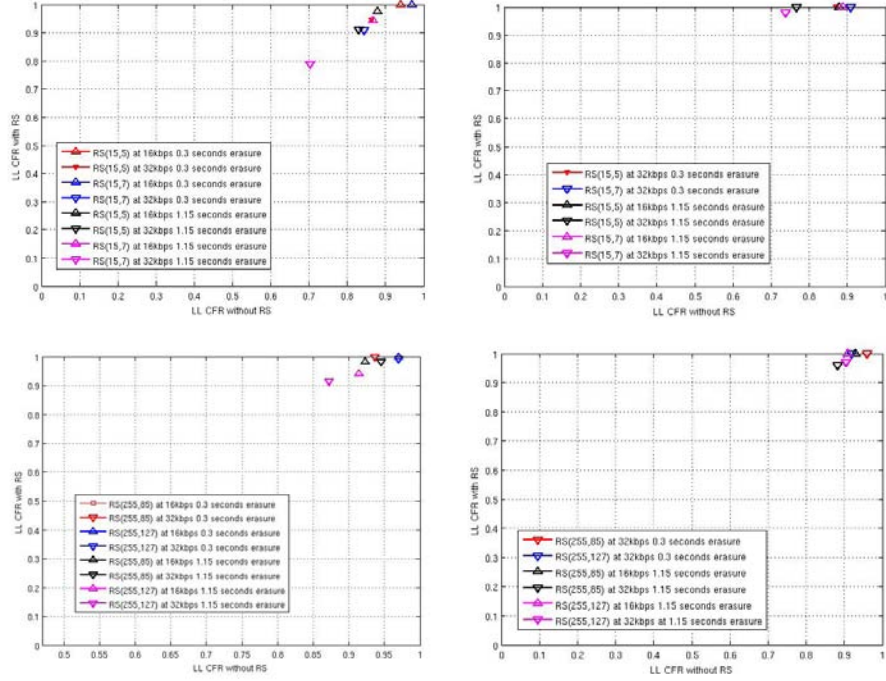 1
0.9
0.8
0.7
0.6
0.5
0.4
0.3
0.2
0.1
0
LL CFR with RS
RS(15,5) at 16kbps 0.3 seconds erasure
RS(15,5) at 32kbps 0.3 seconds erasure
RS(15,7) at 16kbps 0.3 seconds erasure
RS(15,7) at 32kbps 0.3 seconds erasure
RS(15,5) at 16kbps 1.15 seconds erasure
RS(15,5) at 32kbps 1.15 seconds erasure
RS(15,7) at 16kbps 1.15 seconds erasure
RS(15,7) at 32kbps 1.15 seconds erasure
0 0.1 0.2 0.3 0.4 0.5 0.6 0.7 0.8 0.9 1
LL CFR without RS
1
0.9
0.8
0.7
0.6
0.5
0.4
0.3
0.2
0.1
0
LL CFR with RS
RS(15,5) at 32kbps 0.3 seconds erasure
RS(15,7) at 32kbps 0.3 seconds erasure
RS(15,5) at 16kbps 1.15 seconds erasure
RS(15,5) at 32kbps 1.15 seconds erasure
RS(15,7) at 16kbps 1.15 seconds erasure
RS(15,7) at 32kbps 1.15 seconds erasure
0 0.1 0.2 0.3 0.4 0.5 0.6 0.7 0.8 0.9 1
LL CFR without RS
1
0.9
0.8
0.7
0.6
0.5
0.4
0.3
0.2
0.1
0
LL CFR with RS
RS(255,85) at 16kbps 0.3 seconds erasure
RS(255,85) at 32kbps 0.3 seconds erasure
RS(255,127) at 16kbps 0.3 seconds erasure
RS(255,127) at 32kbps 0.3 seconds erasure
RS(255,85) at 16kbps 1.15 seconds erasure
RS(255,85) at 32kbps 1.15 seconds erasure
RS(255,127) at 16kbps 1.15 seconds erasure
RS(255,127) at 32kbps 1.15 seconds erasure
0.5 0.55 0.6 0.65 0.7 0.75 0.8 0.85 0.9 0.95 1
LL CFR without RS
1
0.9
0.8
0.7
0.6
0.5
0.4
0.3
0.2
0.1
0
LL CFR with RS
RS(255,85) at 32kbps 0.3 seconds erasure
RS(255,127) at 32kbps 0.3 seconds erasure
RS(255,85) at 16kbps 1.15 seconds erasure
RS(255,85) at 32kbps 1.15 seconds erasure
RS(255,127) at 16kbps 1.15 seconds erasure
RS(255,127) at 32kbps at 1.15 seconds erasure
0 0.1 0.2 0.3 0.4 0.5 0.6 0.7 0.8 0.9 1
LL CFR without RS